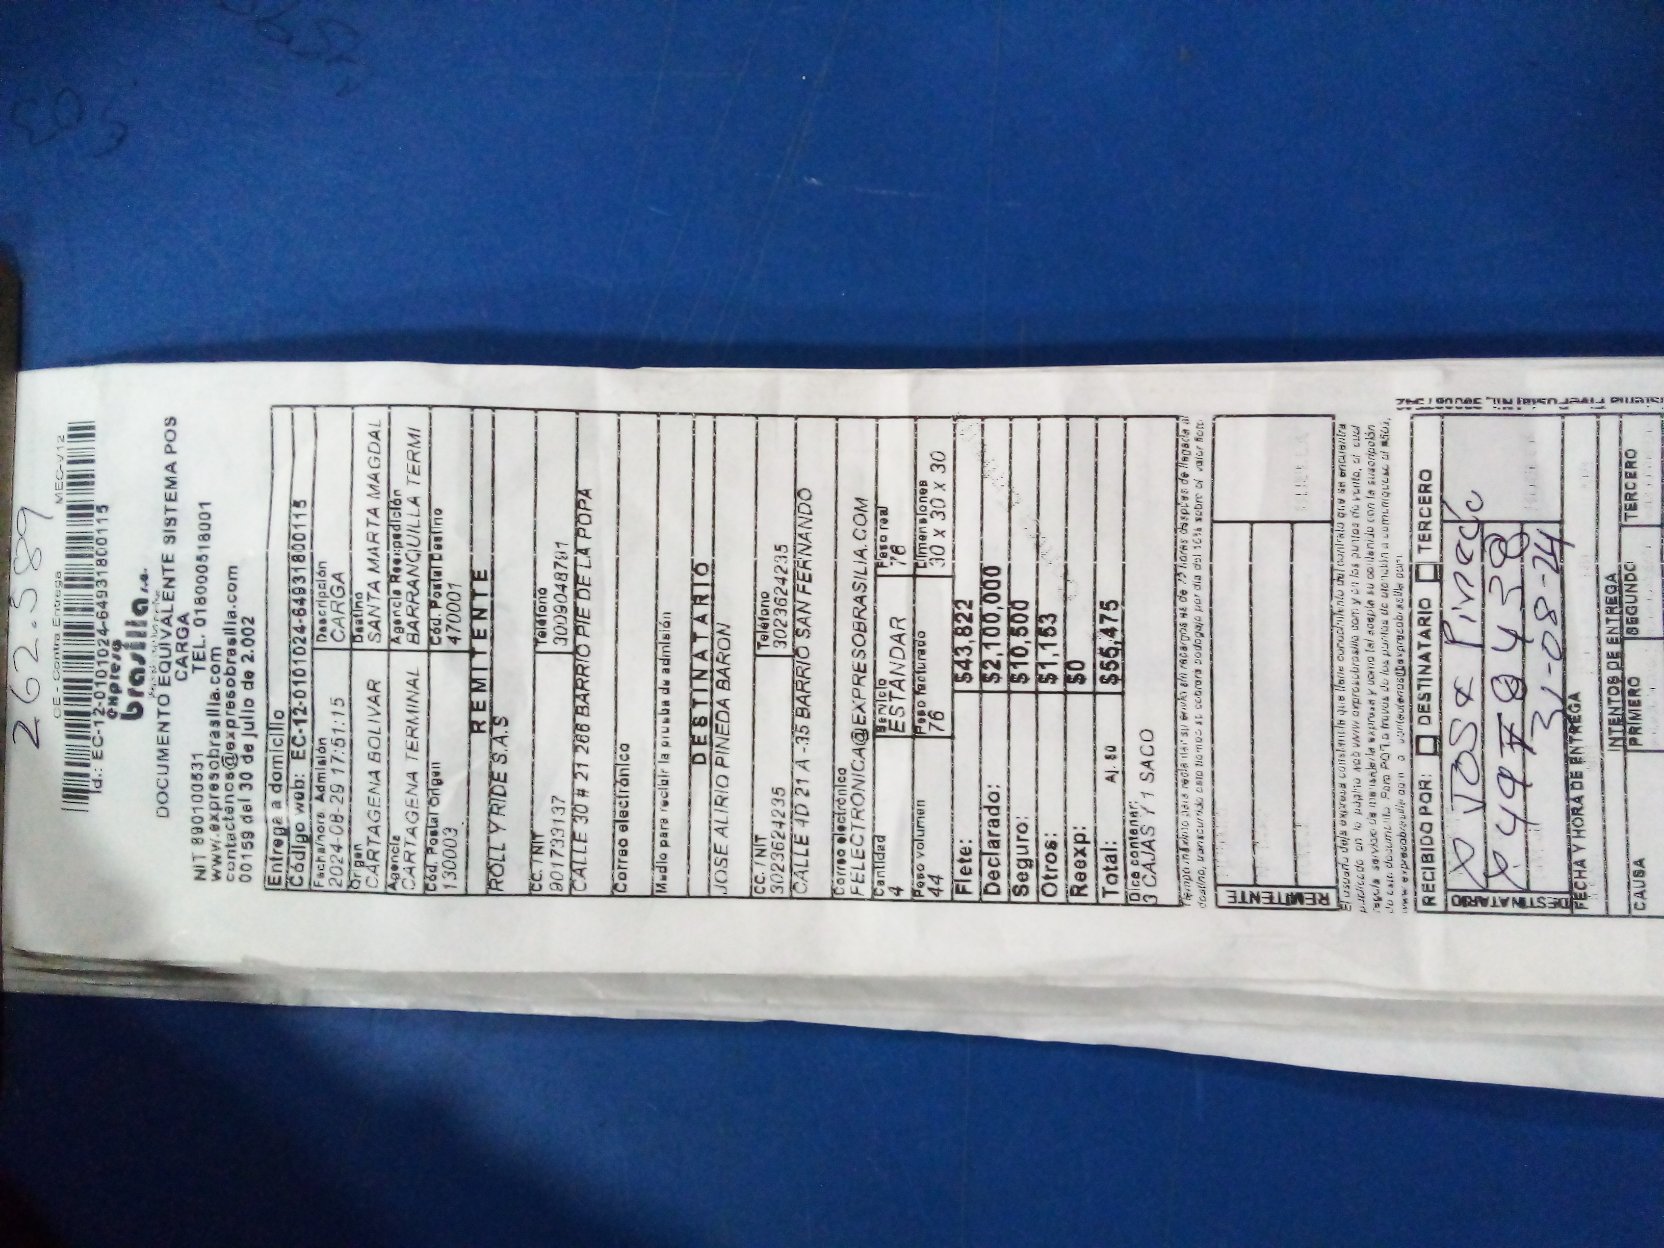 262.389
CE - Contra Entrega MEC-V12
Id.: EC-12-0101024-64931800115
expreso
brasilia s.a.
DOCUMENTO EQUIVALENTE SISTEMA POS
CARGA
NIT 890100531 TEL.: 018000518001
www.expresobrasilia.com
contactenos@expresobrasilia.com
00159 del 30 de julio de 2.002
Entrega a domicilio
Código web: EC-12-0101024-64931800115
Fecha/hora Admisión Descripción
2024-08-29 17:51:15 CARGA
Origen Destino
CARTAGENA BOLIVAR SANTA MARTA MAGDAL
Agencia Agencia Reexpedición
CARTAGENA TERMINAL BARRANQUILLA TERMI
Cód. Postal Origen Cód. Postal Destino
130003 470001
REMITENTE
ROLL Y RIDE S.A.S
CC. / NIT Teléfono
901739137 3009048791
CALLE 30 # 21 266 BARRIO PIE DE LA POPA
Correo electrónico
Medio para recibir la prueba de admisión
DESTINATARIO
JOSE ALIRIO PINEDA BARON
CC. / NIT Teléfono
3023624235 3023624235
CALLE 4D 21 A -35 BARRIO SAN FERNANDO
Correo electrónico
FELECTRONICA@EXPRESOBRASILIA.COM
Cantidad Servicio Peso real
4 ESTANDAR 76
Peso volumen Peso facturado Dimensiones
44 76 30 x 30 x 30
Flete: $43,822
Declarado: $2,100,000
Seguro: $10,500
Otros: $1,153
Reexp: $0
Total: Aj. $0 $55,475
Dice contener:
3 CAJAS Y 1 SACO
REMITENTE
RECIBIDO POR: DESTINATARIO TERCERO
DESTINATARIO
x Jose Pineda
31-08-24
FECHA Y HORA DE ENTREGA
INTENTOS DE ENTREGA
CAUSA PRIMERO SEGUNDO TERCERO